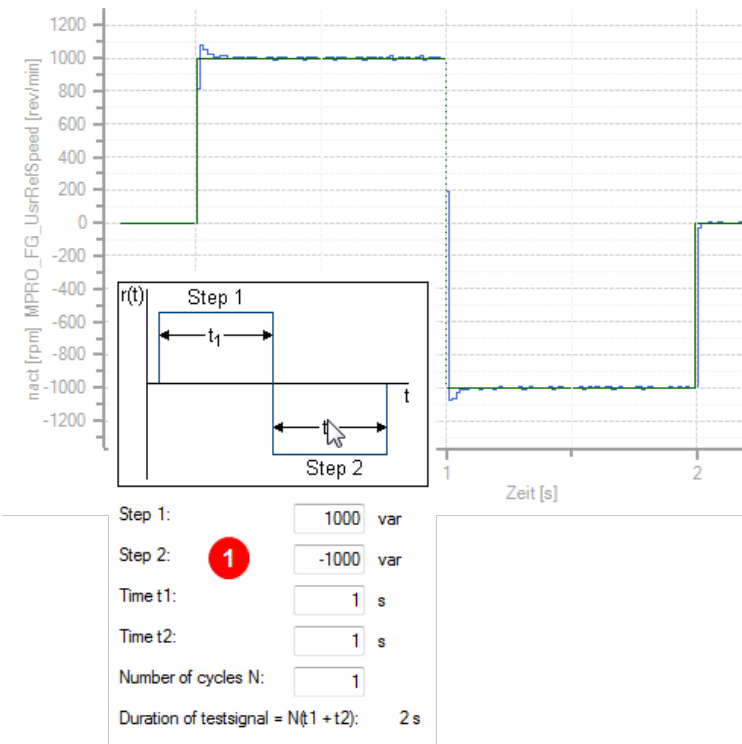 nact [rpm]  MPRO_FG_UsrRefSpeed [rev/min]
1200
1000
800
600
400
200
0
-200
-400
-600
-800
-1000
-1200
r(t)
Step 1
t1
t
t
Step 2
1
2
Zeit [s]
Step 1: 1000 var
Step 2: -1000 var
1
Time t1: 1 s
Time t2: 1 s
Number of cycles N: 1
Duration of testsignal = N(t1 + t2): 2 s